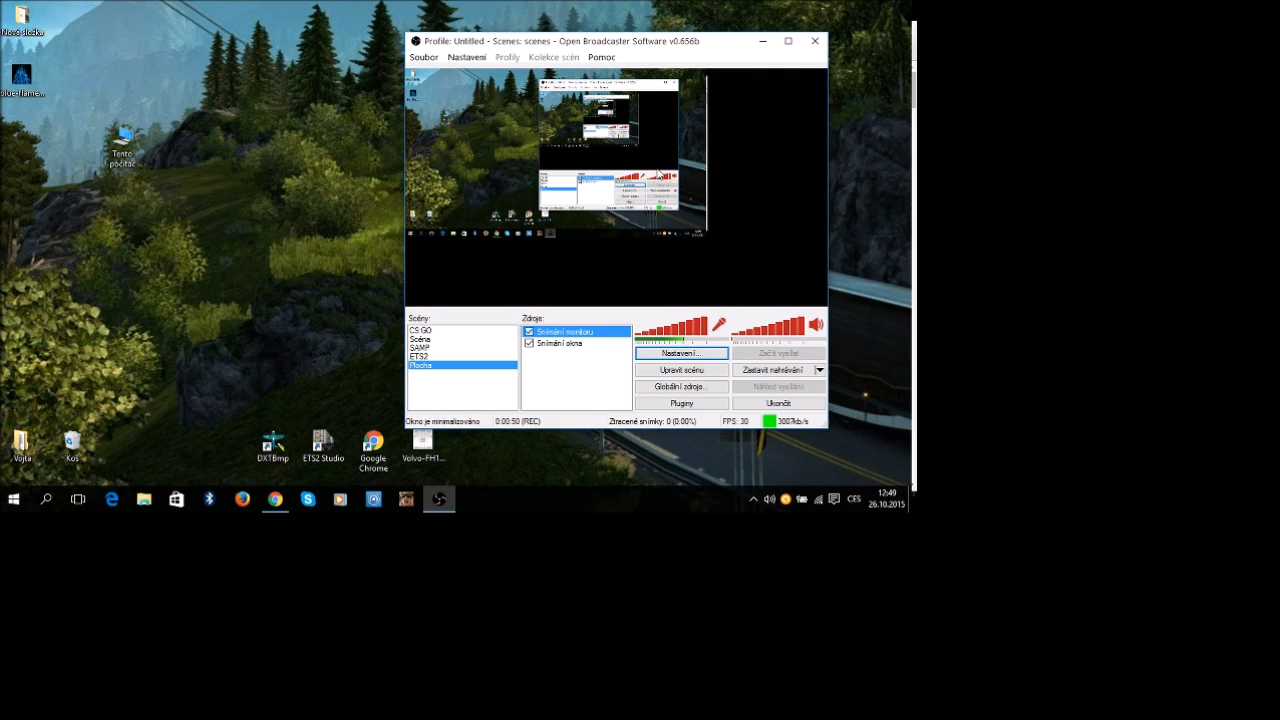 Nová složka
blue-flame...
Tento
počítač
Profile: Untitled - Scenes: scenes - Open Broadcaster Software v0.656b
Soubor Nastavení Profily Kolekce scén Pomoc
Scény:
CS GO
Scéna
SAMP
ETS2
Plocha
Zdroje:
Snímání monitoru
Snímání okna
Nastavení... Začít vysílat
Upravit scénu Zastavit nahrávání
Globální zdroje... Náhled vysílání
Pluginy Ukončit
Okno je minimalizováno 0:00:50 (REC) Ztracené snímky: 0 (0.00%) FPS: 30 3007kb/s
Vojta
Koš
DXTBmp
ETS2 Studio
Google
Chrome
Volvo-FH1...
CES
12:49
26.10.2015